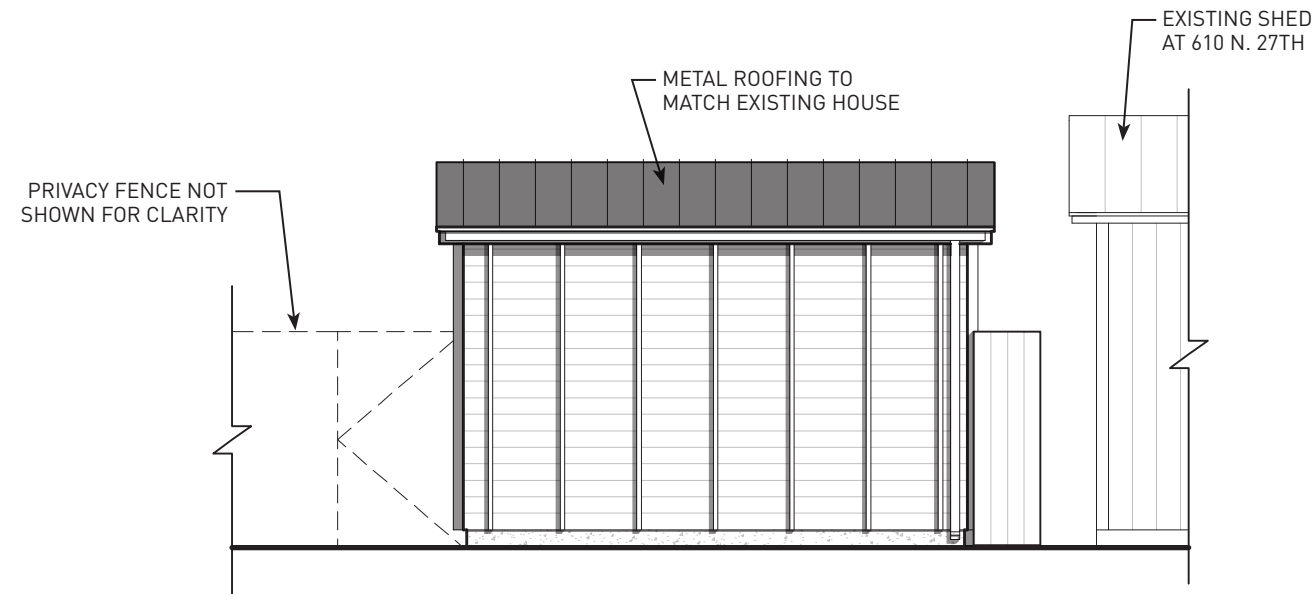 EXISTING SHED
AT 610 N. 27TH
METAL ROOFING TO
MATCH EXISTING HOUSE
PRIVACY FENCE NOT
SHOWN FOR CLARITY